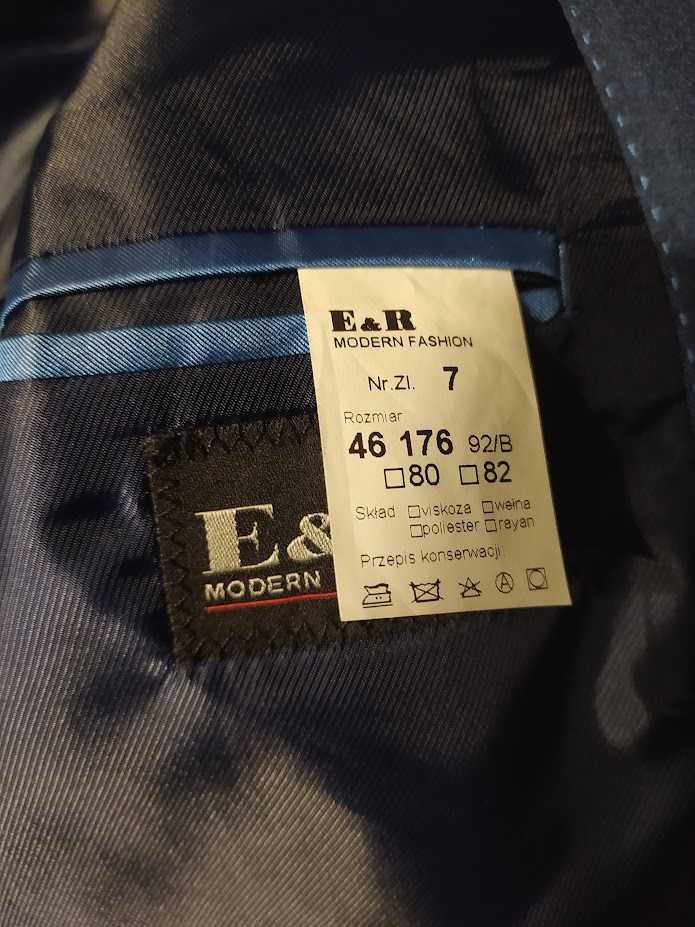 E&R
MODERN FASHION
Nr.Zl. 7
Rozmiar
46 176 92/B
80 82
Skład: viskoza wełna
poliester rayan
Przepis konserwacji:
A
E&
MODERN